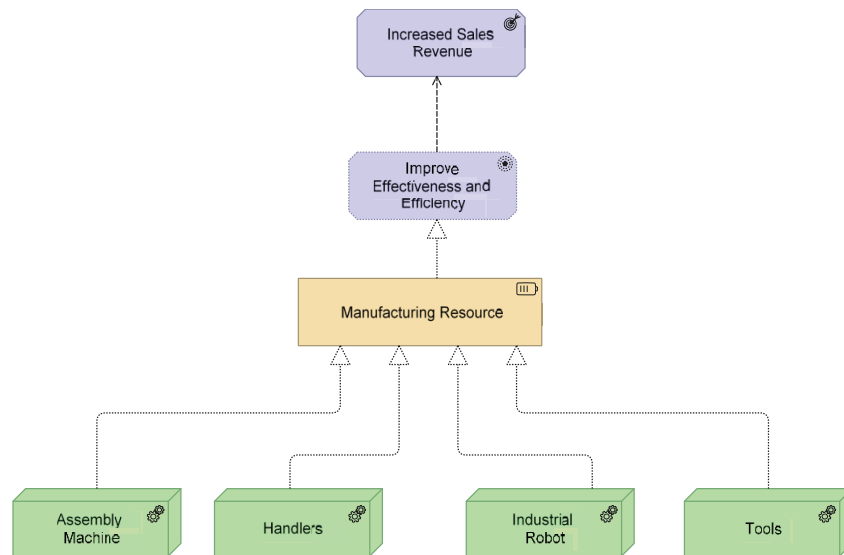 Increased Sales
Revenue
Improve
Effectiveness and
Efficiency
Manufacturing Resource
Assembly
Machine
Handlers
Industrial
Robot
Tools